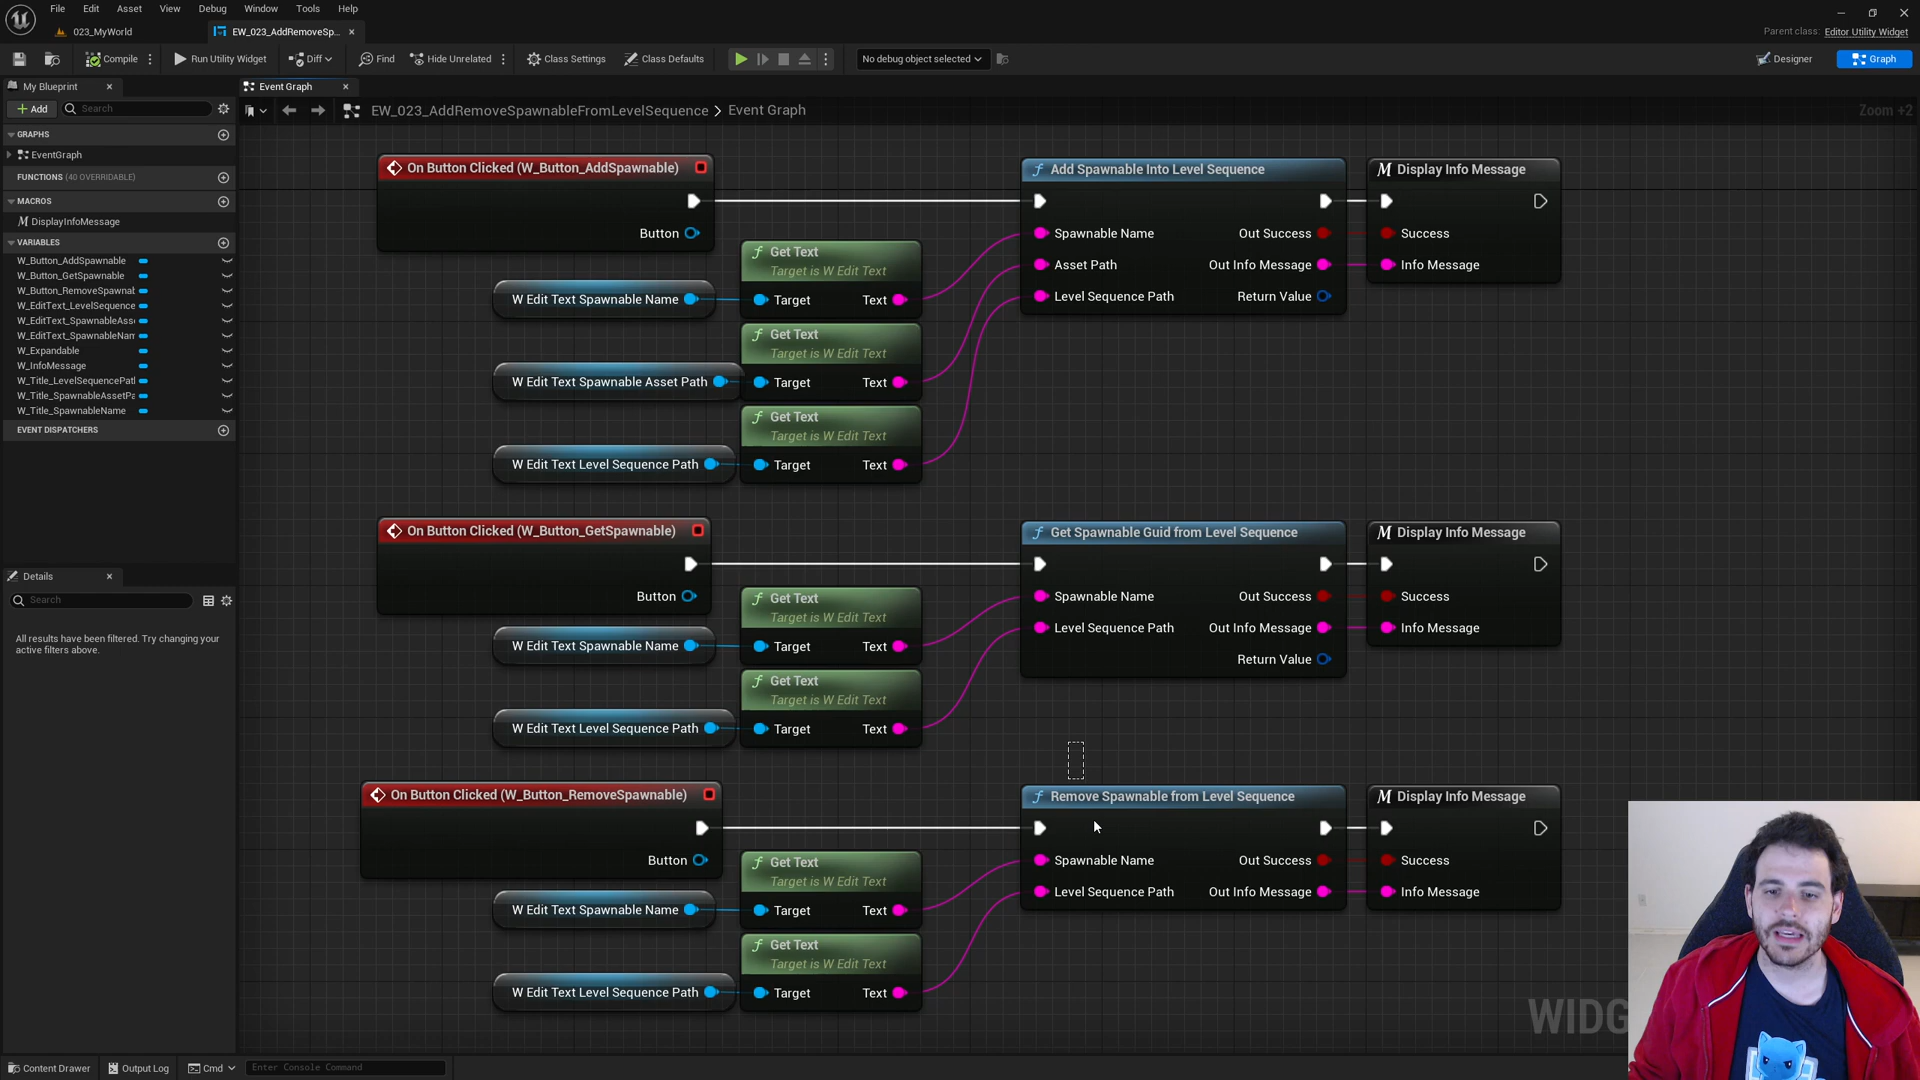 File Edit Asset View Debug Window Tools Help
023_MyWorld
EW_023_AddRemoveSp...
Parent class: Editor Utility Widget
Compile
Run Utility Widget
Diff
Find
Hide Unrelated
Class Settings
Class Defaults
No debug object selected
Designer
Graph
My Blueprint
Add
Search
GRAPHS
EventGraph
FUNCTIONS (40 OVERRIDABLE)
MACROS
DisplayInfoMessage
VARIABLES
W_Button_AddSpawnable
W_Button_GetSpawnable
W_Button_RemoveSpawnab
W_EditText_LevelSequence
W_EditText_SpawnableAss
W_EditText_SpawnableNam
W_Expandable
W_InfoMessage
W_Title_LevelSequencePatl
W_Title_SpawnableAssetPa
W_Title_SpawnableName
EVENT DISPATCHERS
Details
Search
All results have been filtered. Try changing your
active filters above.
Event Graph
EW_023_AddRemoveSpawnableFromLevelSequence > Event Graph
Zoom +2
On Button Clicked (W_Button_AddSpawnable)
Button
W Edit Text Spawnable Name
Get Text
Target is W Edit Text
Target Text
W Edit Text Spawnable Asset Path
Get Text
Target is W Edit Text
Target Text
W Edit Text Level Sequence Path
Get Text
Target is W Edit Text
Target Text
Add Spawnable Into Level Sequence
Spawnable Name Out Success
Asset Path Out Info Message
Level Sequence Path Return Value
Display Info Message
Success
Info Message
On Button Clicked (W_Button_GetSpawnable)
Button
W Edit Text Spawnable Name
Get Text
Target is W Edit Text
Target Text
W Edit Text Level Sequence Path
Get Text
Target is W Edit Text
Target Text
Get Spawnable Guid from Level Sequence
Spawnable Name Out Success
Level Sequence Path Out Info Message
Return Value
Display Info Message
Success
Info Message
On Button Clicked (W_Button_RemoveSpawnable)
Button
W Edit Text Spawnable Name
Get Text
Target is W Edit Text
Target Text
W Edit Text Level Sequence Path
Get Text
Target is W Edit Text
Target Text
Remove Spawnable from Level Sequence
Spawnable Name Out Success
Level Sequence Path Out Info Message
Display Info Message
Success
Info Message
WIDG
Content Drawer
Output Log
Cmd
Enter Console Command